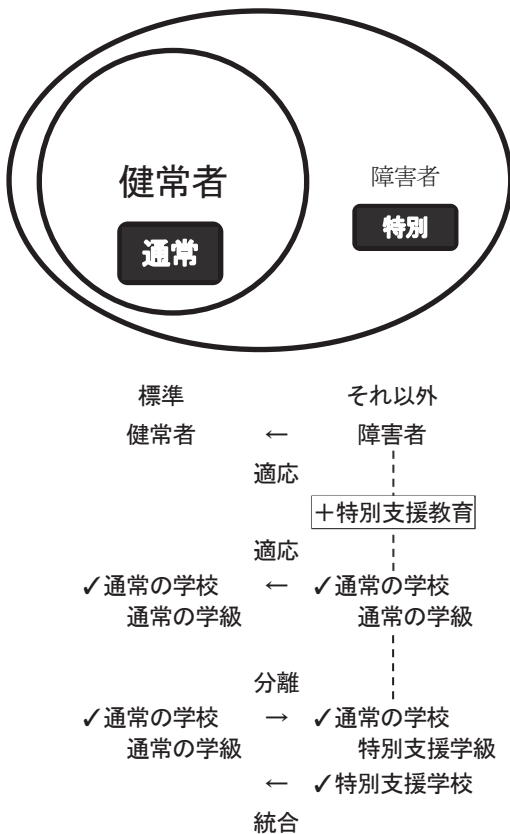 健常者 障害者
通常 特別
標準 それ以外
健常者 ← 障害者
適応
＋特別支援教育
適応
✓通常の学校 ← ✓通常の学校
通常の学級 通常の学級
分離
✓通常の学校 → ✓通常の学校
通常の学級 特別支援学級
← ✓特別支援学校
統合